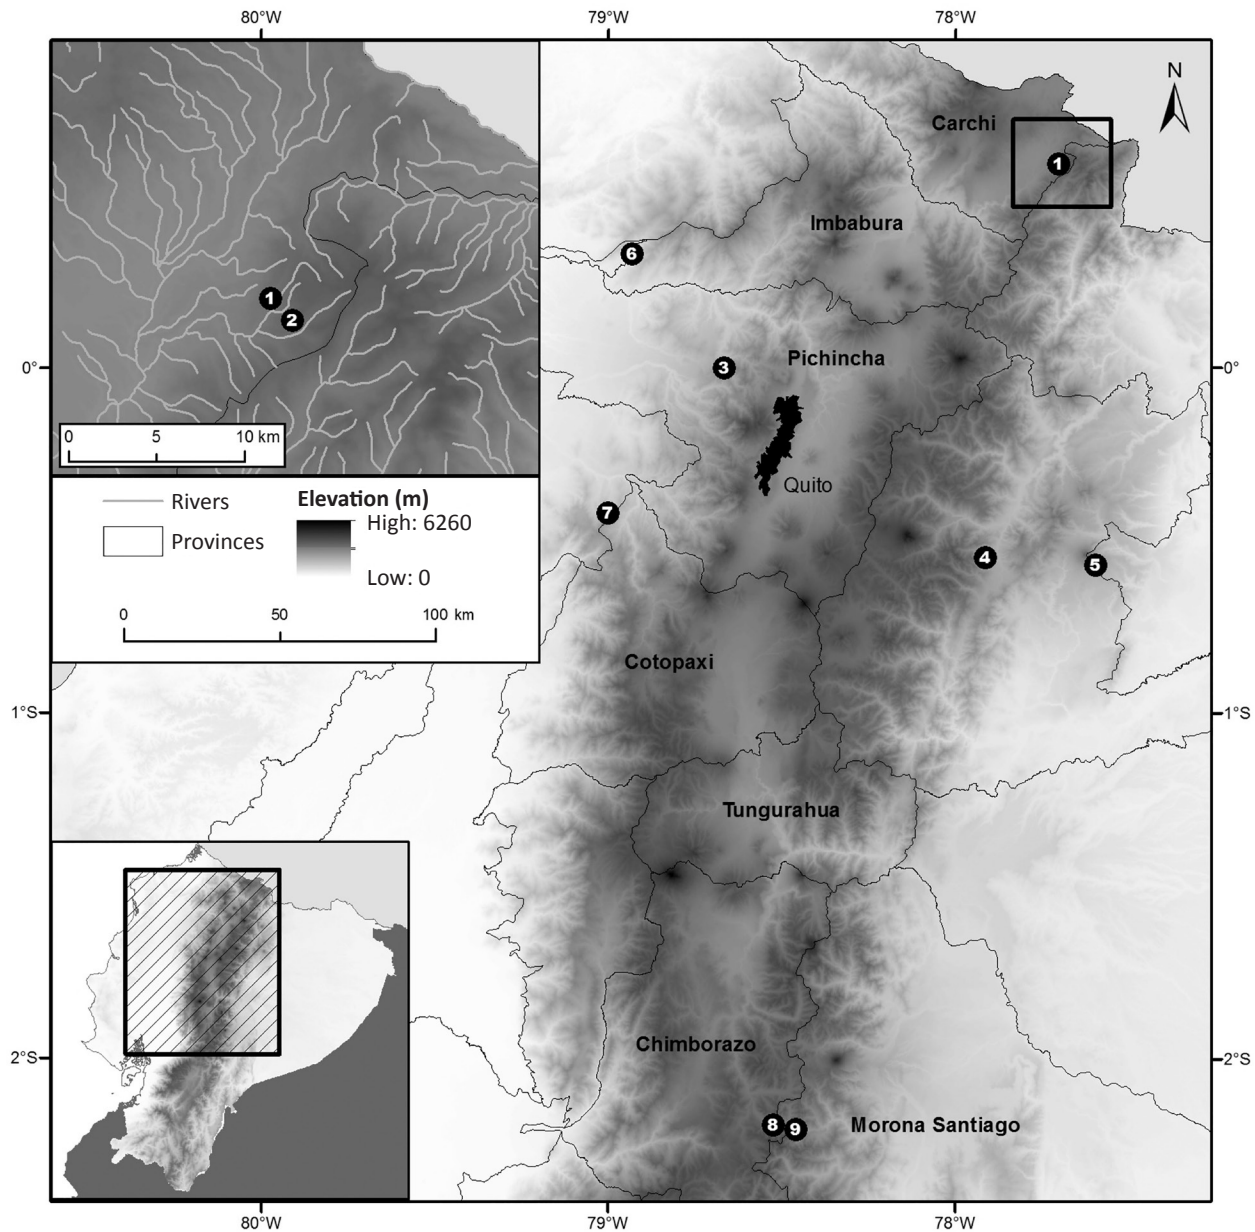 80°W 79°W 78°W
N
Carchi
1
Imbabura
6
1
2
Pichincha
0° 3 0°
0 5 10 km
Quito
Rivers Elevation (m)
High: 6260
Provinces
Low: 0
7
4
5
0 50 100 km
Cotopaxi
1°S 1°S
Tungurahua
Chimborazo
2°S 2°S
8 9 Morona Santiago
80°W 79°W 78°W